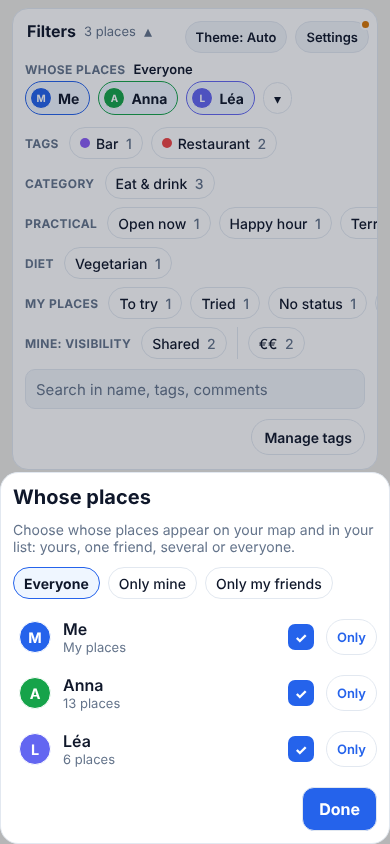 Filters 3 places ▲ Theme: Auto Settings
WHOSE PLACES Everyone
M Me A Anna L Léa ▼
TAGS Bar 1 Restaurant 2
CATEGORY Eat & drink 3
PRACTICAL Open now 1 Happy hour 1 Terr
DIET Vegetarian 1
MY PLACES To try 1 Tried 1 No status 1
MINE: VISIBILITY Shared 2 €€ 2
Search in name, tags, comments
Manage tags
Whose places
Choose whose places appear on your map and in your
list: yours, one friend, several or everyone.
Everyone Only mine Only my friends
M Me Only
My places
A Anna Only
13 places
L Léa Only
6 places
Done